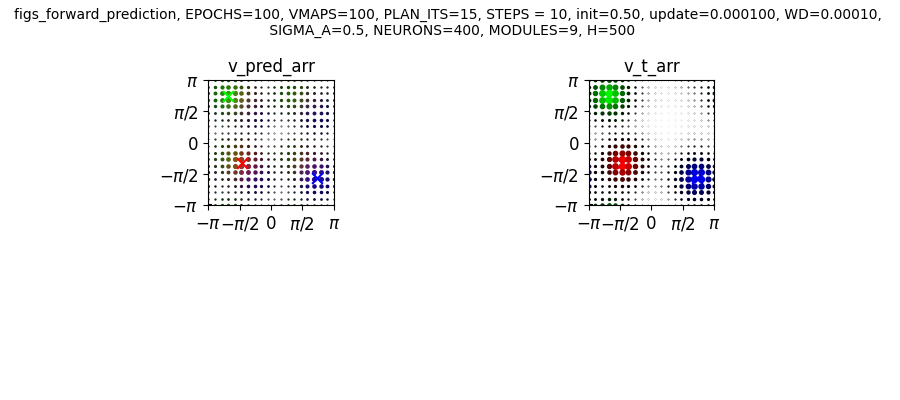 figs_forward_prediction, EPOCHS=100, VMAPS=100, PLAN_ITS=15, STEPS = 10, init=0.50, update=0.000100, WD=0.00010,
SIGMA_A=0.5, NEURONS=400, MODULES=9, H=500
v_pred_arr
π
π/2
0
−π/2
−π
−π −π/2 0 π/2 π
v_t_arr
π
π/2
0
−π/2
−π
−π −π/2 0 π/2 π